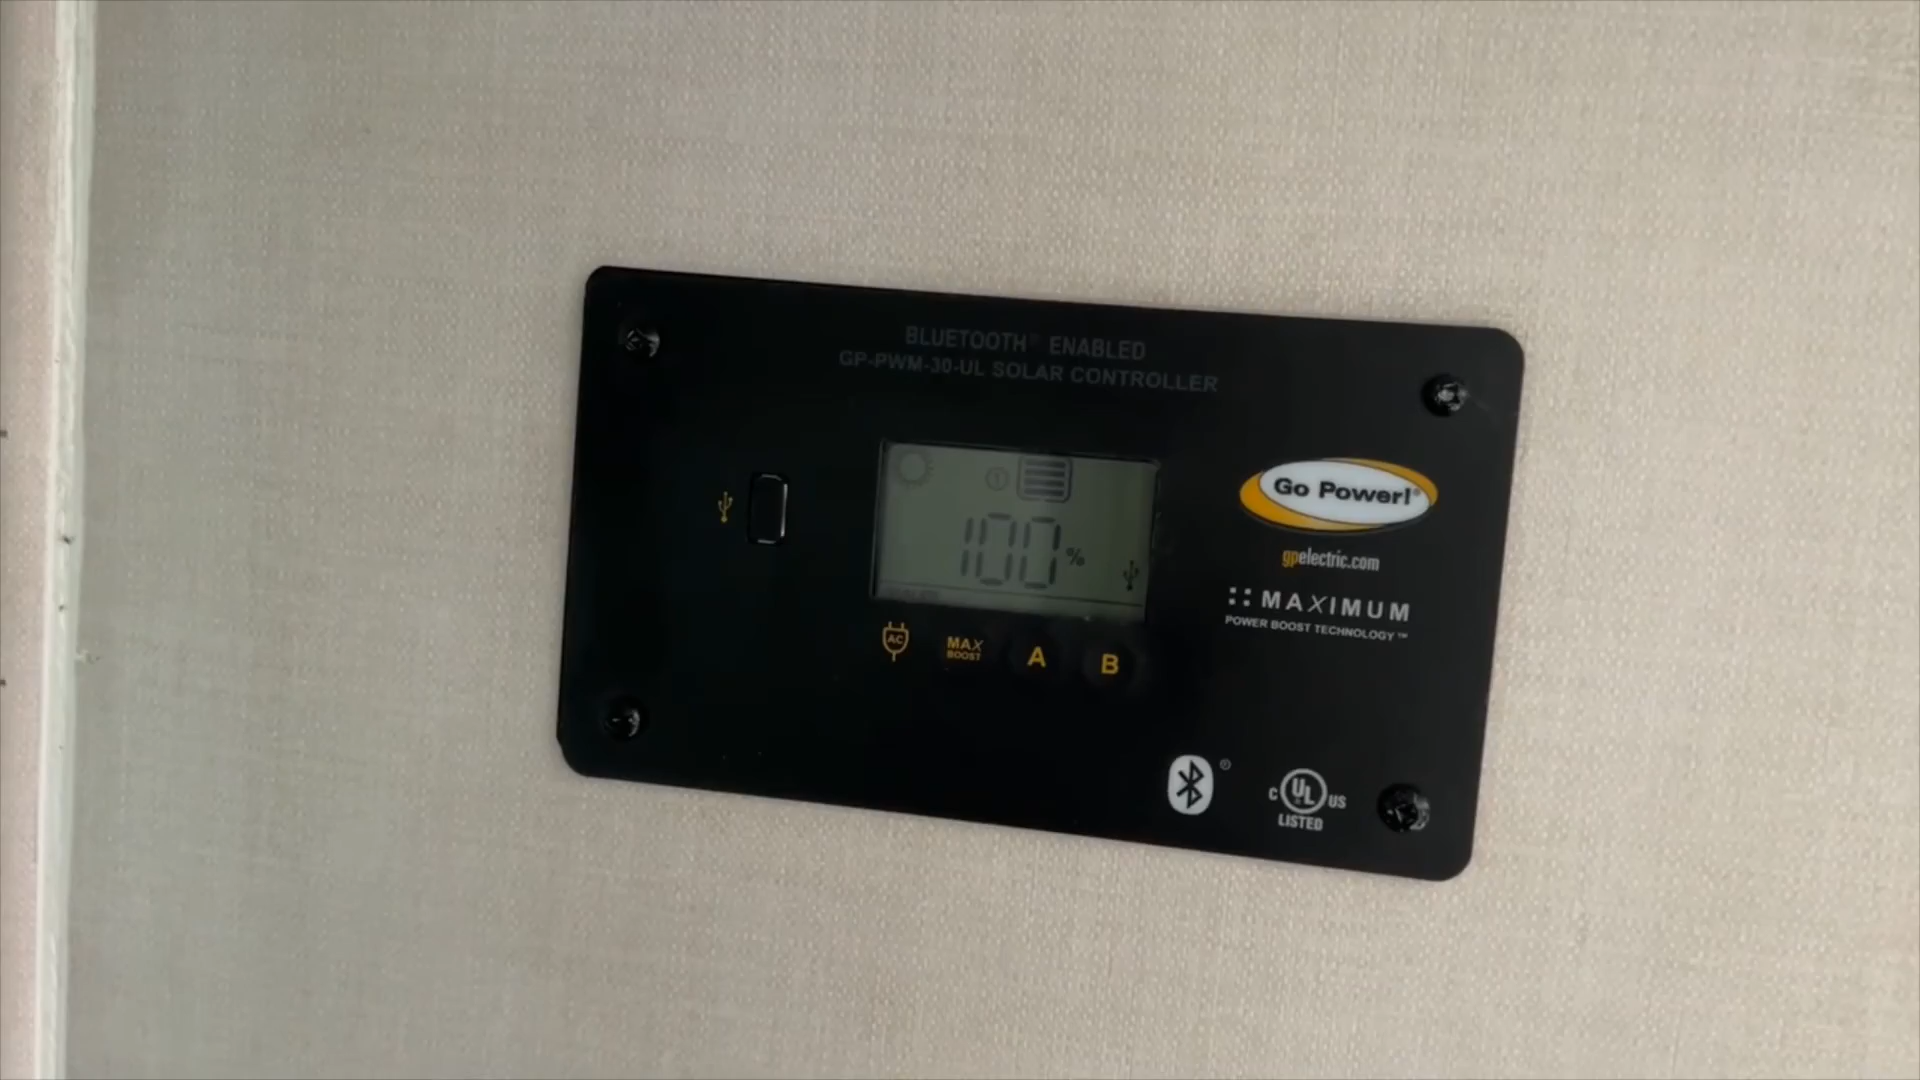 BLUETOOTH® ENABLED
GP-PWM-30-UL SOLAR CONTROLLER
①
100%
Go Power!®
gpelectric.com
MAXIMUM
POWER BOOST TECHNOLOGY™
AC
MAX
BOOST
A
B
®
C UL US
LISTED